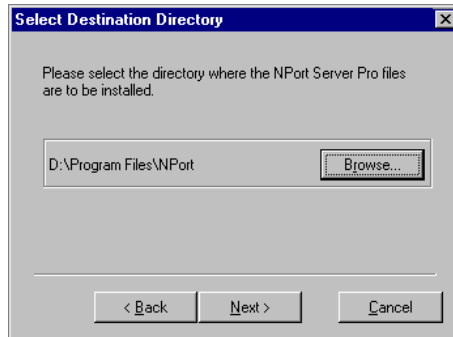 Select Destination Directory
Please select the directory where the NPort Server Pro files
are to be installed.
D:\Program Files\NPort
Browse...
< Back
Next >
Cancel